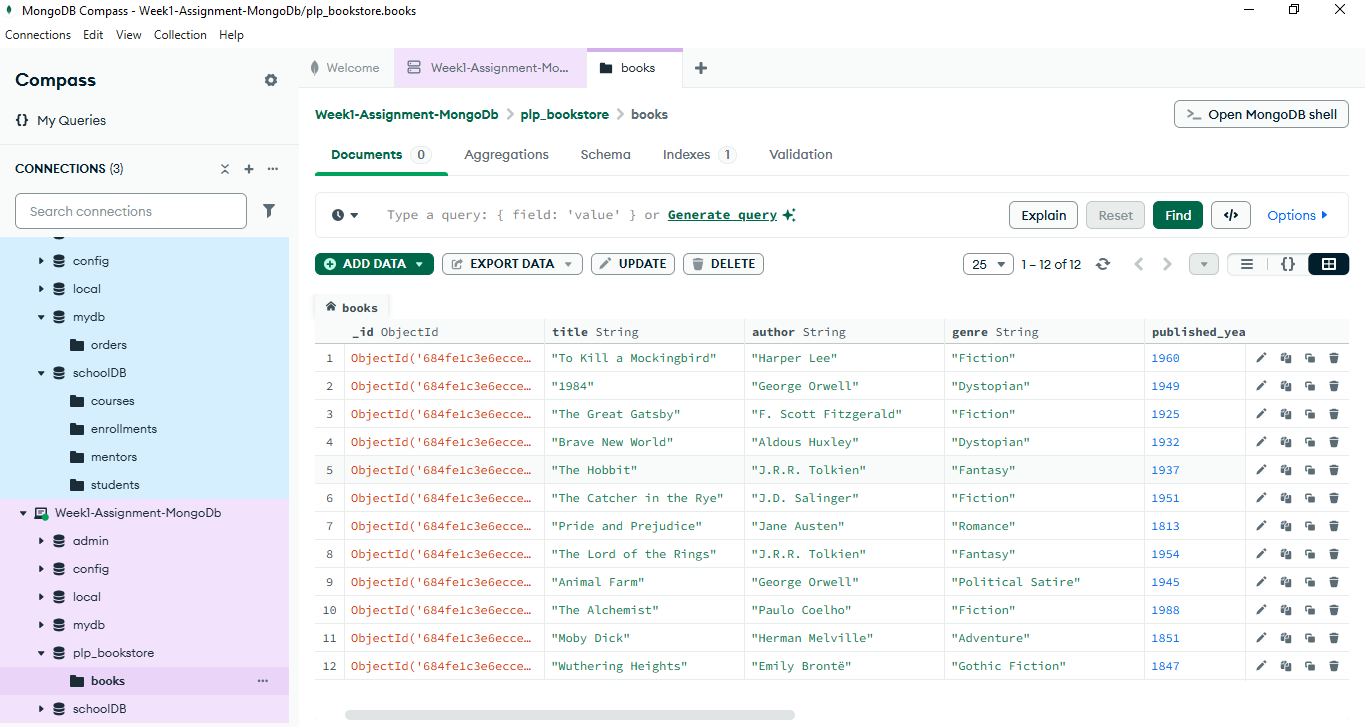 MongoDB Compass - Week1-Assignment-MongoDb/plp_bookstore.books
Connections Edit View Collection Help
Compass
{} My Queries
CONNECTIONS (3)
Search connections
config
local
mydb
orders
schoolDB
courses
enrollments
mentors
students
Week1-Assignment-MongoDb
admin
config
local
mydb
plp_bookstore
books
schoolDB
Welcome
Week1-Assignment-Mo...
books
Week1-Assignment-MongoDb > plp_bookstore > books
>_ Open MongoDB shell
Documents 0 Aggregations Schema Indexes 1 Validation
Type a query: { field: 'value' } or Generate query
Explain Reset Find </> Options
ADD DATA EXPORT DATA UPDATE DELETE
25 1 – 12 of 12 {}
books
_id ObjectId title String author String genre String published_yea
1 ObjectId('684fe1c3e6ecce… "To Kill a Mockingbird" "Harper Lee" "Fiction" 1960
2 ObjectId('684fe1c3e6ecce… "1984" "George Orwell" "Dystopian" 1949
3 ObjectId('684fe1c3e6ecce… "The Great Gatsby" "F. Scott Fitzgerald" "Fiction" 1925
4 ObjectId('684fe1c3e6ecce… "Brave New World" "Aldous Huxley" "Dystopian" 1932
5 ObjectId('684fe1c3e6ecce… "The Hobbit" "J.R.R. Tolkien" "Fantasy" 1937
6 ObjectId('684fe1c3e6ecce… "The Catcher in the Rye" "J.D. Salinger" "Fiction" 1951
7 ObjectId('684fe1c3e6ecce… "Pride and Prejudice" "Jane Austen" "Romance" 1813
8 ObjectId('684fe1c3e6ecce… "The Lord of the Rings" "J.R.R. Tolkien" "Fantasy" 1954
9 ObjectId('684fe1c3e6ecce… "Animal Farm" "George Orwell" "Political Satire" 1945
10 ObjectId('684fe1c3e6ecce… "The Alchemist" "Paulo Coelho" "Fiction" 1988
11 ObjectId('684fe1c3e6ecce… "Moby Dick" "Herman Melville" "Adventure" 1851
12 ObjectId('684fe1c3e6ecce… "Wuthering Heights" "Emily Brontë" "Gothic Fiction" 1847